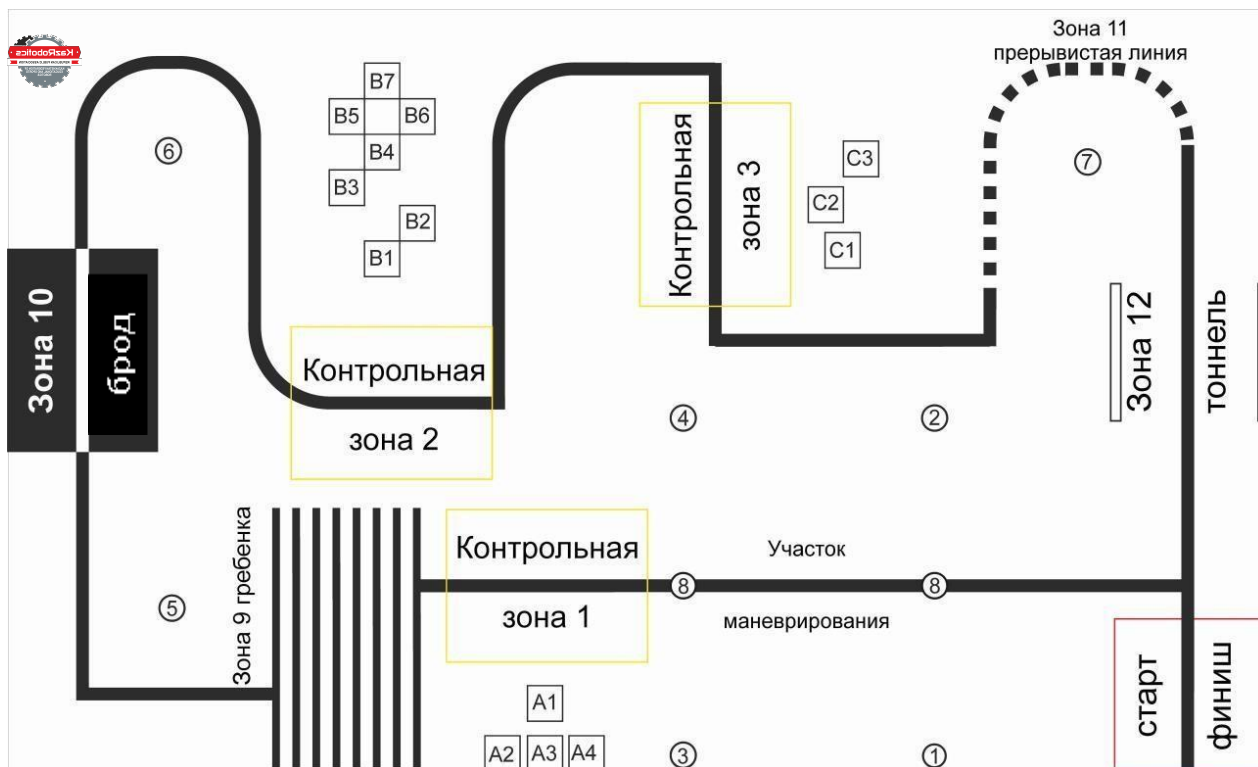 Зона 11
прерывистая линия
KazRobotics
B7
B5
B6
B4
B3
B2
B1
6
Контрольная
зона 3
C3
C2
C1
7
Зона 10
брод
Контрольная
зона 2
4
2
Зона 12
тоннель
Зона 9 гребенка
5
Контрольная
зона 1
Участок
8
8
маневрирования
старт
финиш
A1
A2
A3
A4
3
1